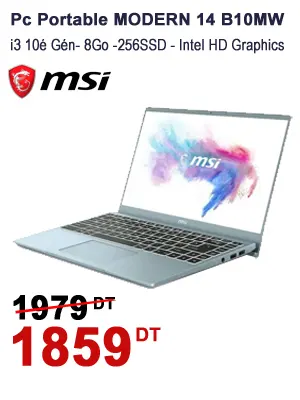 Pc Portable MODERN 14 B10MW
i3 10é Gén- 8Go -256SSD - Intel HD Graphics
msi
msi
1979 DT
1859 DT